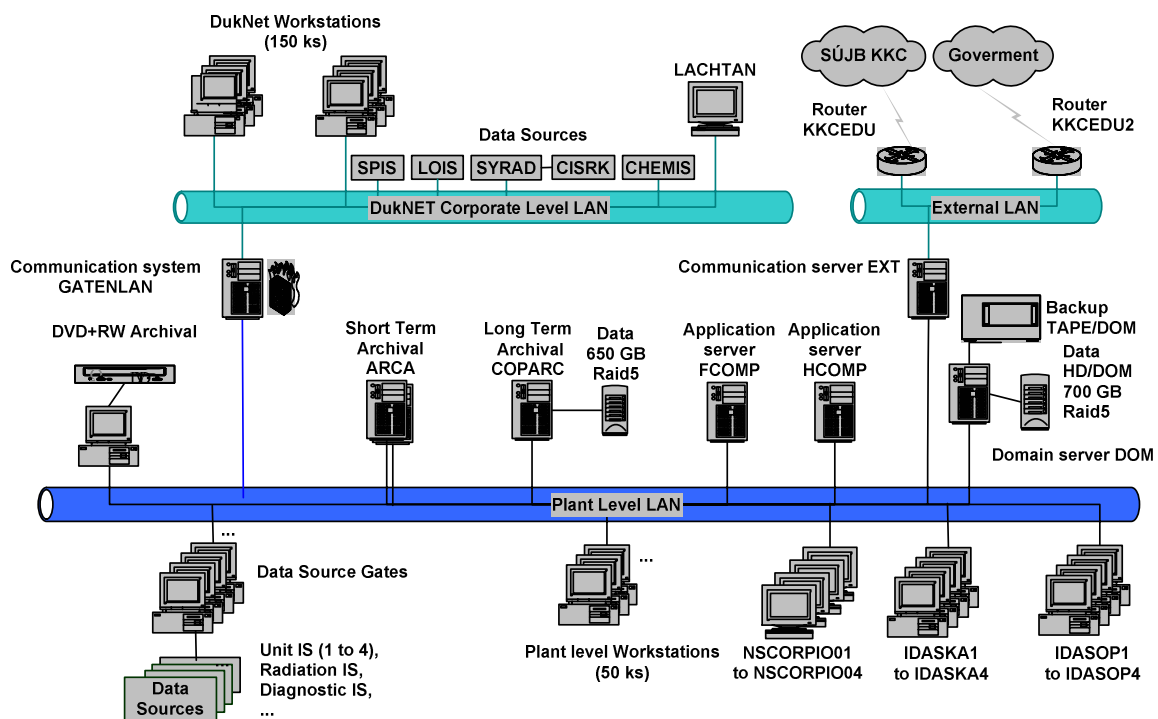 DukNet Workstations
(150 ks)
LACHTAN
SÚJB KKC
Goverment
Router
KKCEDU
Router
KKCEDU2
Data Sources
SPIS
LOIS
SYRAD
CISRK
CHEMIS
DukNET Corporate Level LAN
External LAN
Communication system
GATENLAN
Communication server EXT
DVD+RW Archival
Short Term
Archival
ARCA
Long Term
Archival
COPARC
Data
650 GB
Raid5
Application
server
FCOMP
Application
server
HCOMP
Backup
TAPE/DOM
Data
HD/DOM
700 GB
Raid5
Domain server DOM
Plant Level LAN
...
Data Source Gates
...
Unit IS (1 to 4),
Radiation IS,
Diagnostic IS,
...
Data
Sources
Plant level Workstations
(50 ks)
NSCORPIO01
to NSCORPIO04
IDASKA1
to IDASKA4
IDASOP1
to IDASOP4